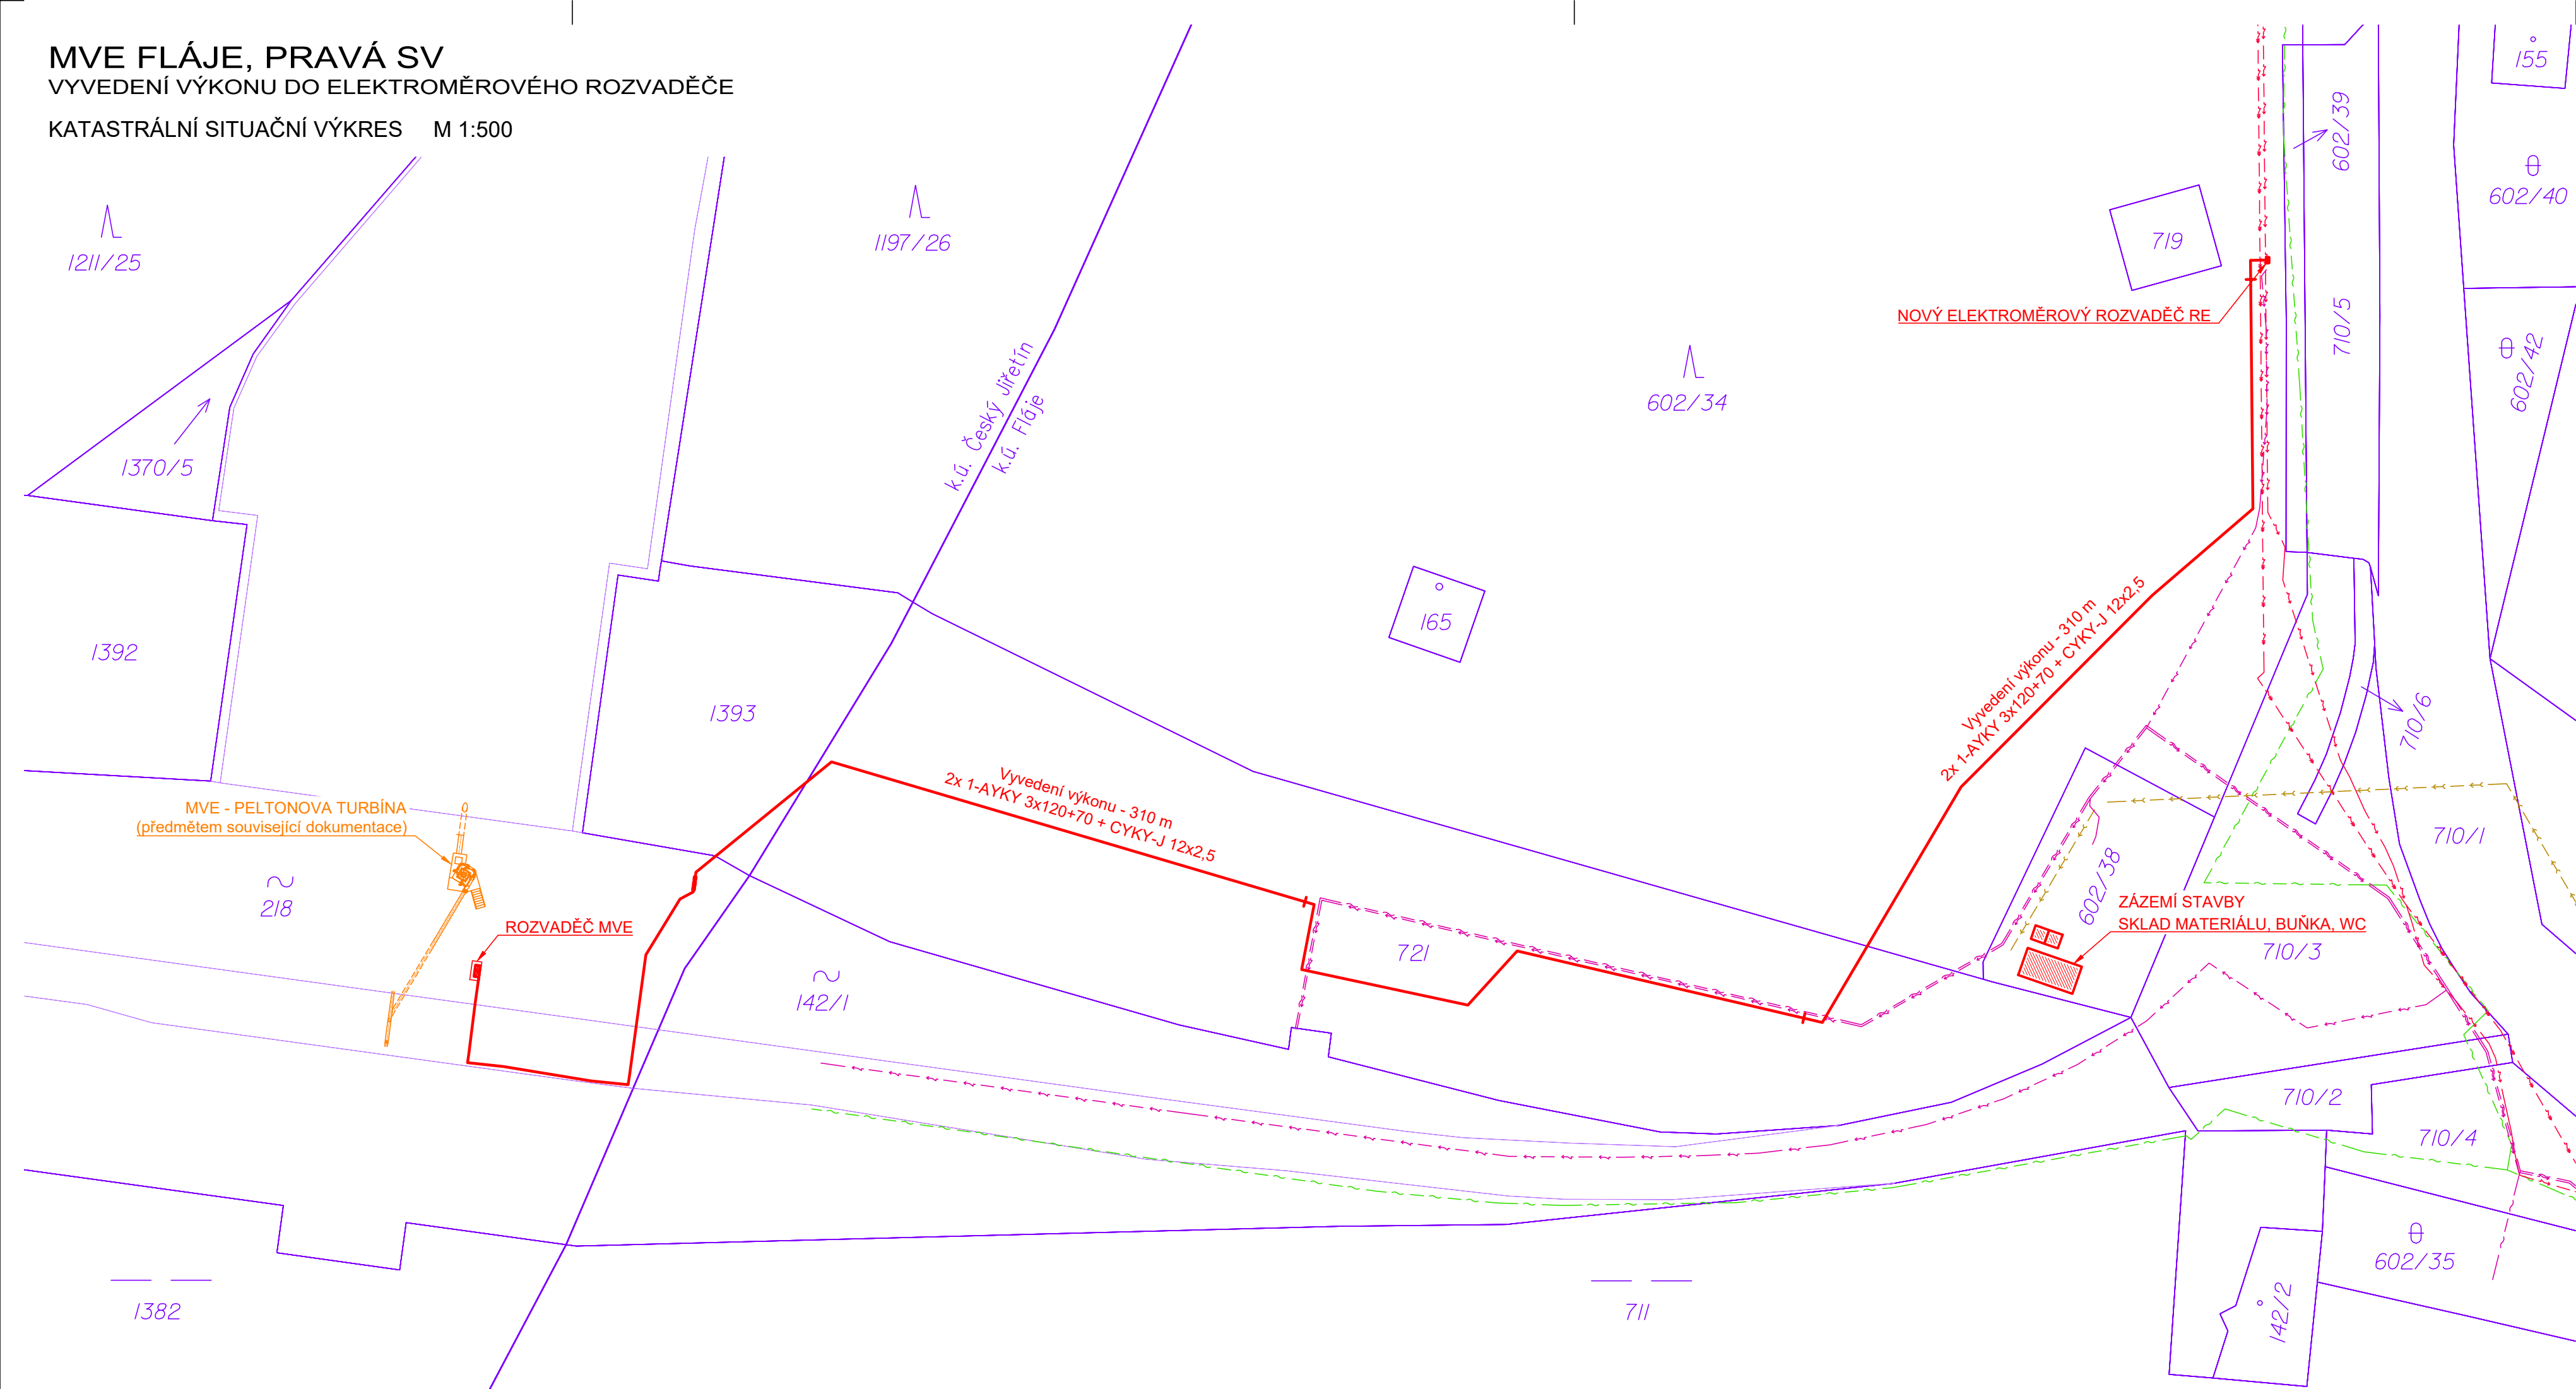 MVE FLÁJE, PRAVÁ SV
VYVEDENÍ VÝKONU DO ELEKTROMĚROVÉHO ROZVADĚČE
KATASTRÁLNÍ SITUAČNÍ VÝKRES M 1:500
155
602/39
602/40
1211/25
1197/26
719
NOVÝ ELEKTROMĚROVÝ ROZVADĚČ RE
710/5
602/42
k.ú. Český Jiřetín
k.ú. Fláje
602/34
1370/5
165
1392
1393
Vyvedení výkonu - 310 m
2x 1-AYKY 3x120+70 + CYKY-J 12x2,5
710/6
Vyvedení výkonu - 310 m
2x 1-AYKY 3x120+70 + CYKY-J 12x2,5
MVE - PELTONOVA TURBÍNA
(předmětem související dokumentace)
710/1
218
602/38
ZÁZEMÍ STAVBY
SKLAD MATERIÁLU, BUŇKA, WC
ROZVADĚČ MVE
721
710/3
142/1
710/2
710/4
602/35
1382
711
142/2